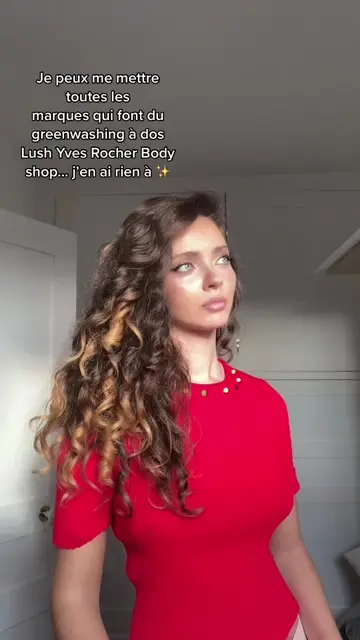 Je peux me mettre
toutes les
marques qui font du
greenwashing à dos
Lush Yves Rocher Body
shop... j'en ai rien à ✨